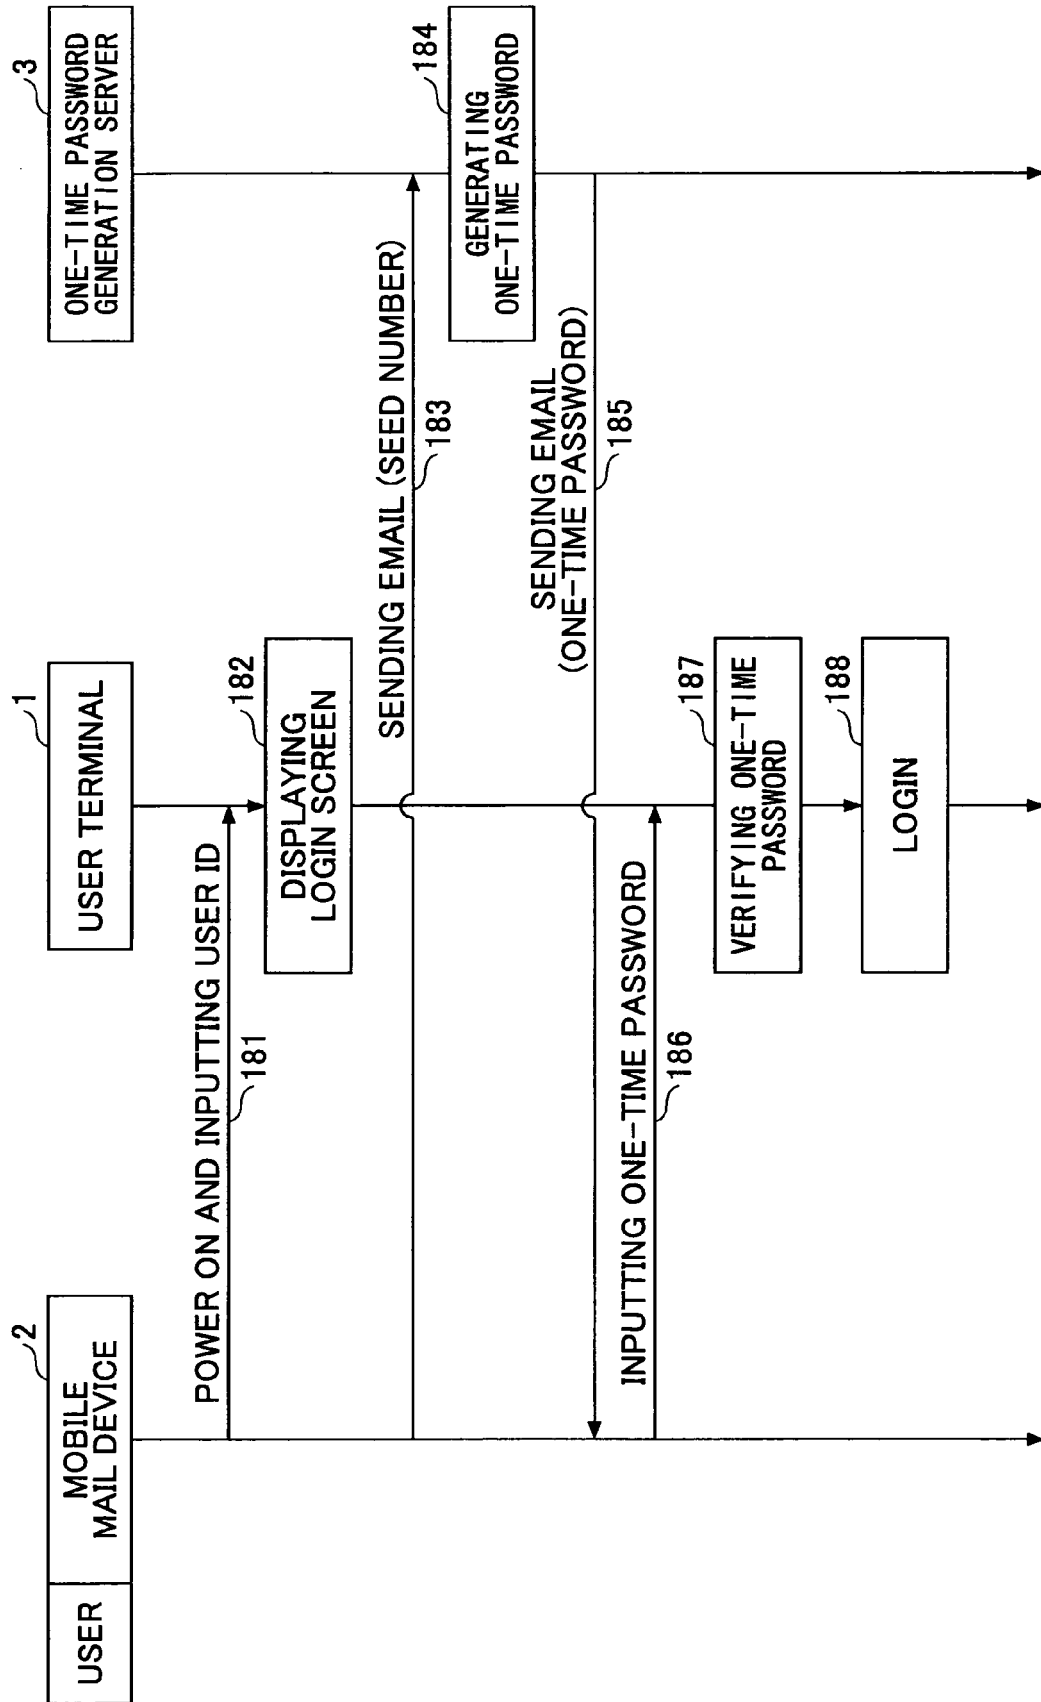 USER
MOBILE
MAIL DEVICE
2
USER TERMINAL
1
ONE-TIME PASSWORD
GENERATION SERVER
3
POWER ON AND INPUTTING USER ID
181
DISPLAYING
LOGIN SCREEN
182
SENDING EMAIL (SEED NUMBER)
183
GENERATING
ONE-TIME PASSWORD
184
SENDING EMAIL
(ONE-TIME PASSWORD)
185
INPUTTING ONE-TIME PASSWORD
186
VERIFYING ONE-TIME
PASSWORD
187
LOGIN
188